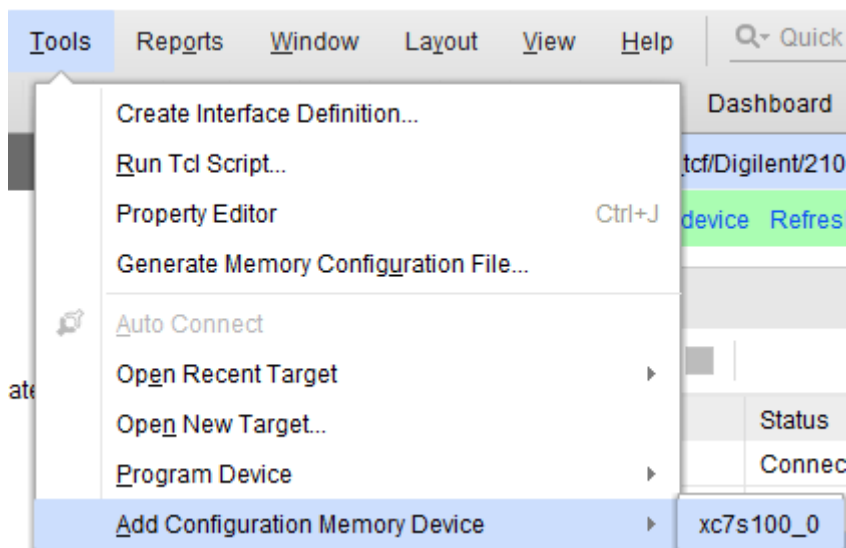 Tools Reports Window Layout View Help Quick
Dashboard
Create Interface Definition...
Run Tcl Script... tcf/Digilent/210
Property Editor Ctrl+J device Refres
Generate Memory Configuration File...
Auto Connect
Open Recent Target
ate
Open New Target... Status
Program Device Connec
Add Configuration Memory Device xc7s100_0